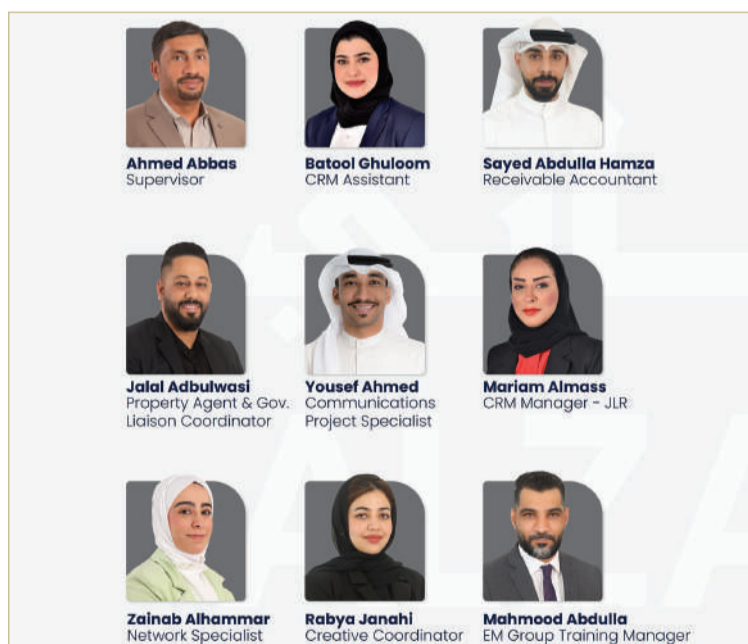 Ahmed Abbas
Supervisor
Batool Ghuloom
CRM Assistant
Sayed Abdulla Hamza
Receivable Accountant
Jalal Adbulwasi
Property Agent & Gov.
Liaison Coordinator
Yousef Ahmed
Communications
Project Specialist
Mariam Almass
CRM Manager - JLR
Zainab Alhammar
Network Specialist
Rabya Janahi
Creative Coordinator
Mahmood Abdulla
EM Group Training Manager